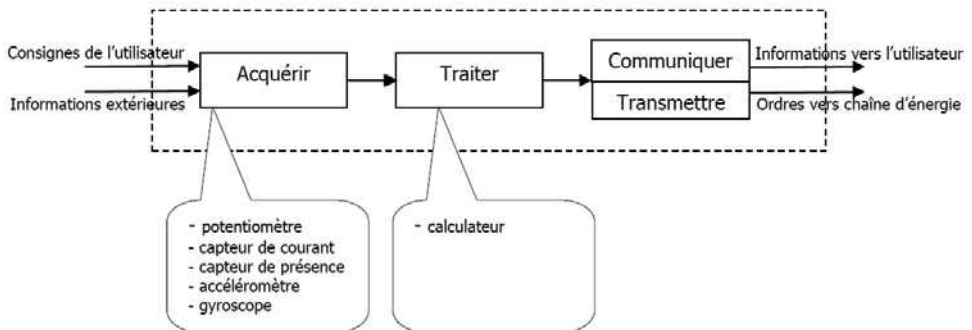 Consignes de l'utilisateur
Informations extérieures
Acquérir
Traiter
Communiquer
Transmettre
Informations vers l'utilisateur
Ordres vers chaîne d'énergie
- potentiomètre
- capteur de courant
- capteur de présence
- accéléromètre
- gyroscope
- calculateur